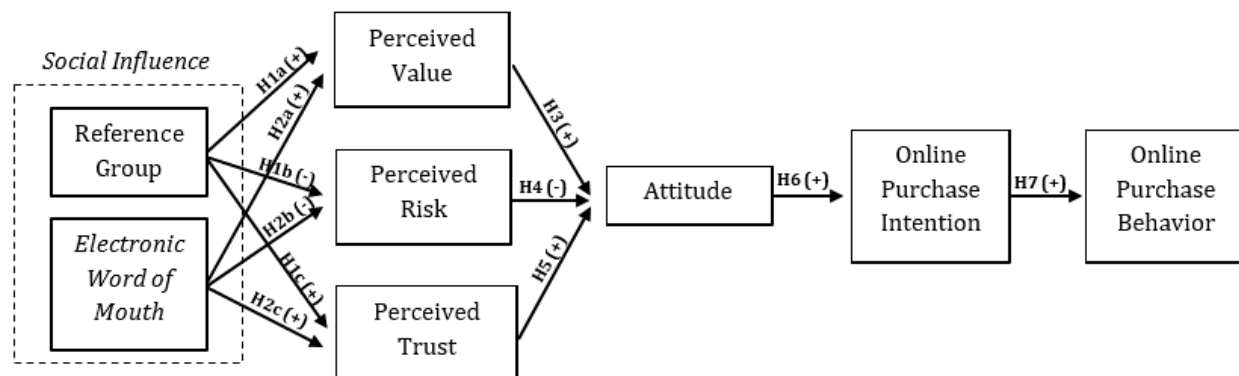 Social Influence
Reference
Group
Electronic
Word of
Mouth
H1a (+)
H2a (+)
H1b (-)
H2b (-)
H1c (+)
H2c (+)
Perceived
Value
Perceived
Risk
Perceived
Trust
H3 (+)
H4 (-)
H5 (+)
Attitude
H6 (+)
Online
Purchase
Intention
H7 (+)
Online
Purchase
Behavior